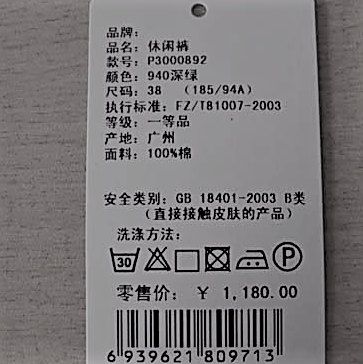 品牌:
品名: 休闲裤
款号: P3000892
颜色: 940深绿
尺码: 38 (185/94A)
执行标准: FZ/T81007-2003
等级: 一等品
产地: 广州
面料: 100%棉
安全类别: GB 18401-2003 B类
(直接接触皮肤的产品)
洗涤方法:
30 P
零售价: ¥ 1,180.00
6 939621 809713